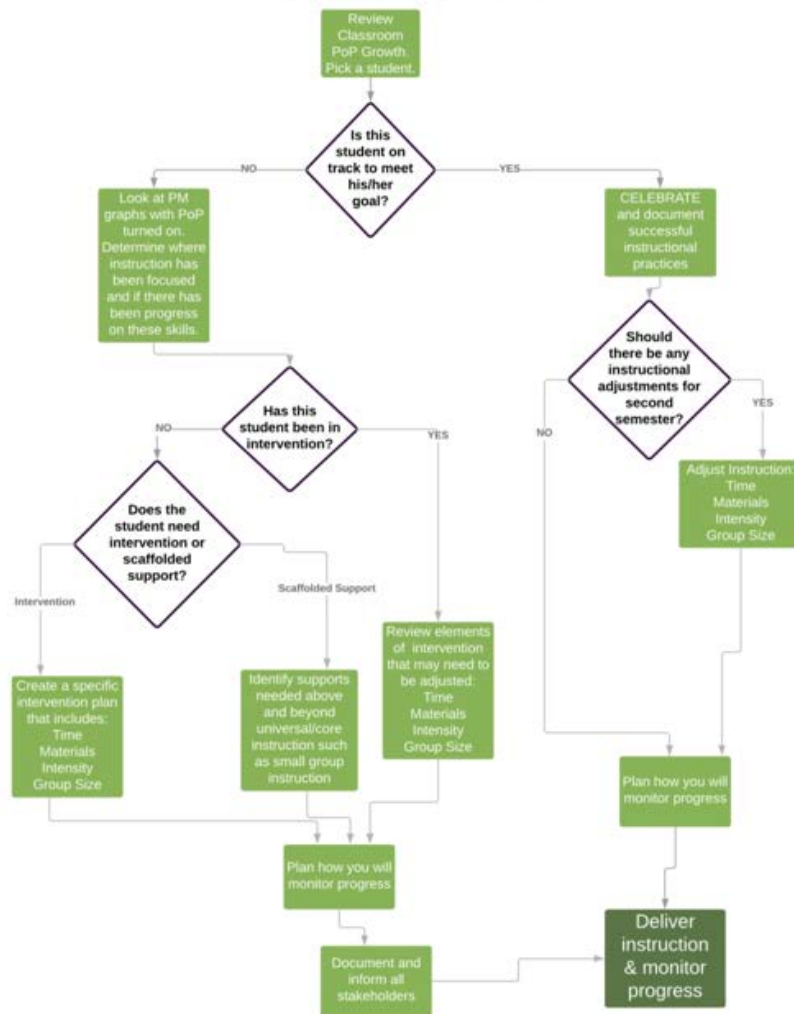 Review
Classroom
PoP Growth.
Pick a student.
Is this
student on
track to meet
his/her
goal?
NO
YES
Look at PM
graphs with PoP
turned on.
Determine where
instruction has
been focused
and if there has
been progress
on these skills.
CELEBRATE
and document
successful
instructional
practices
Should
there be any
instructional
adjustments for
second
semester?
NO
YES
Has this
student been in
intervention?
NO
YES
Adjust Instruction:
Time
Materials
Intensity
Group Size
Does the
student need
intervention or
scaffolded
support?
Intervention
Scaffolded Support
Create a specific
intervention plan
that includes:
Time
Materials
Intensity
Group Size
Identify supports
needed above
and beyond
universal/core
instruction such
as small group
instruction
Review elements
of intervention
that may need to
be adjusted:
Time
Materials
Intensity
Group Size
Plan how you will
monitor progress
Plan how you will
monitor progress
Document and
inform all
stakeholders
Deliver
instruction
& monitor
progress